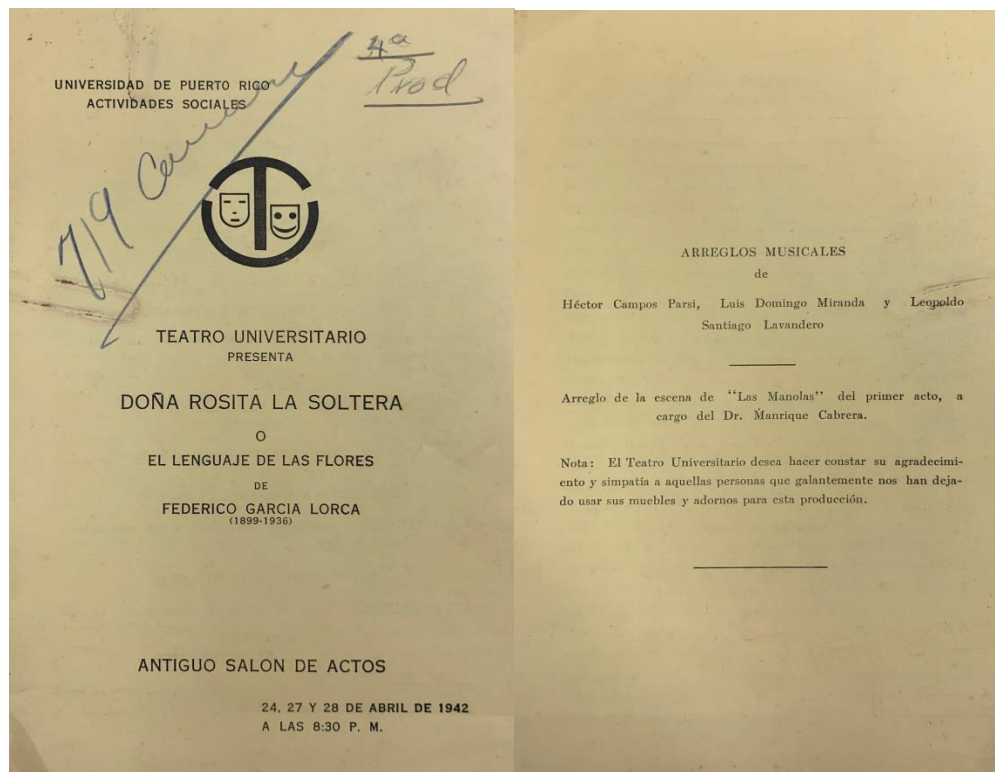 4a
Prod
719
UNIVERSIDAD DE PUERTO RICO
ACTIVIDADES SOCIALES
TEATRO UNIVERSITARIO
PRESENTA
DOÑA ROSITA LA SOLTERA
O
EL LENGUAJE DE LAS FLORES
DE
FEDERICO GARCIA LORCA
(1899-1936)
ANTIGUO SALON DE ACTOS
24, 27 Y 28 DE ABRIL DE 1942
A LAS 8:30 P. M.
ARREGLOS MUSICALES
de
Héctor Campos Parsi, Luis Domingo Miranda y Leopoldo
Santiago Lavandero
Arreglo de la escena de "Las Manolas" del primer acto, a
cargo del Dr. Manrique Cabrera.
Nota: El Teatro Universitario desea hacer constar su agradecimi-
ento y simpatía a aquellas personas que galantemente nos han deja-
do usar sus muebles y adornos para esta producción.